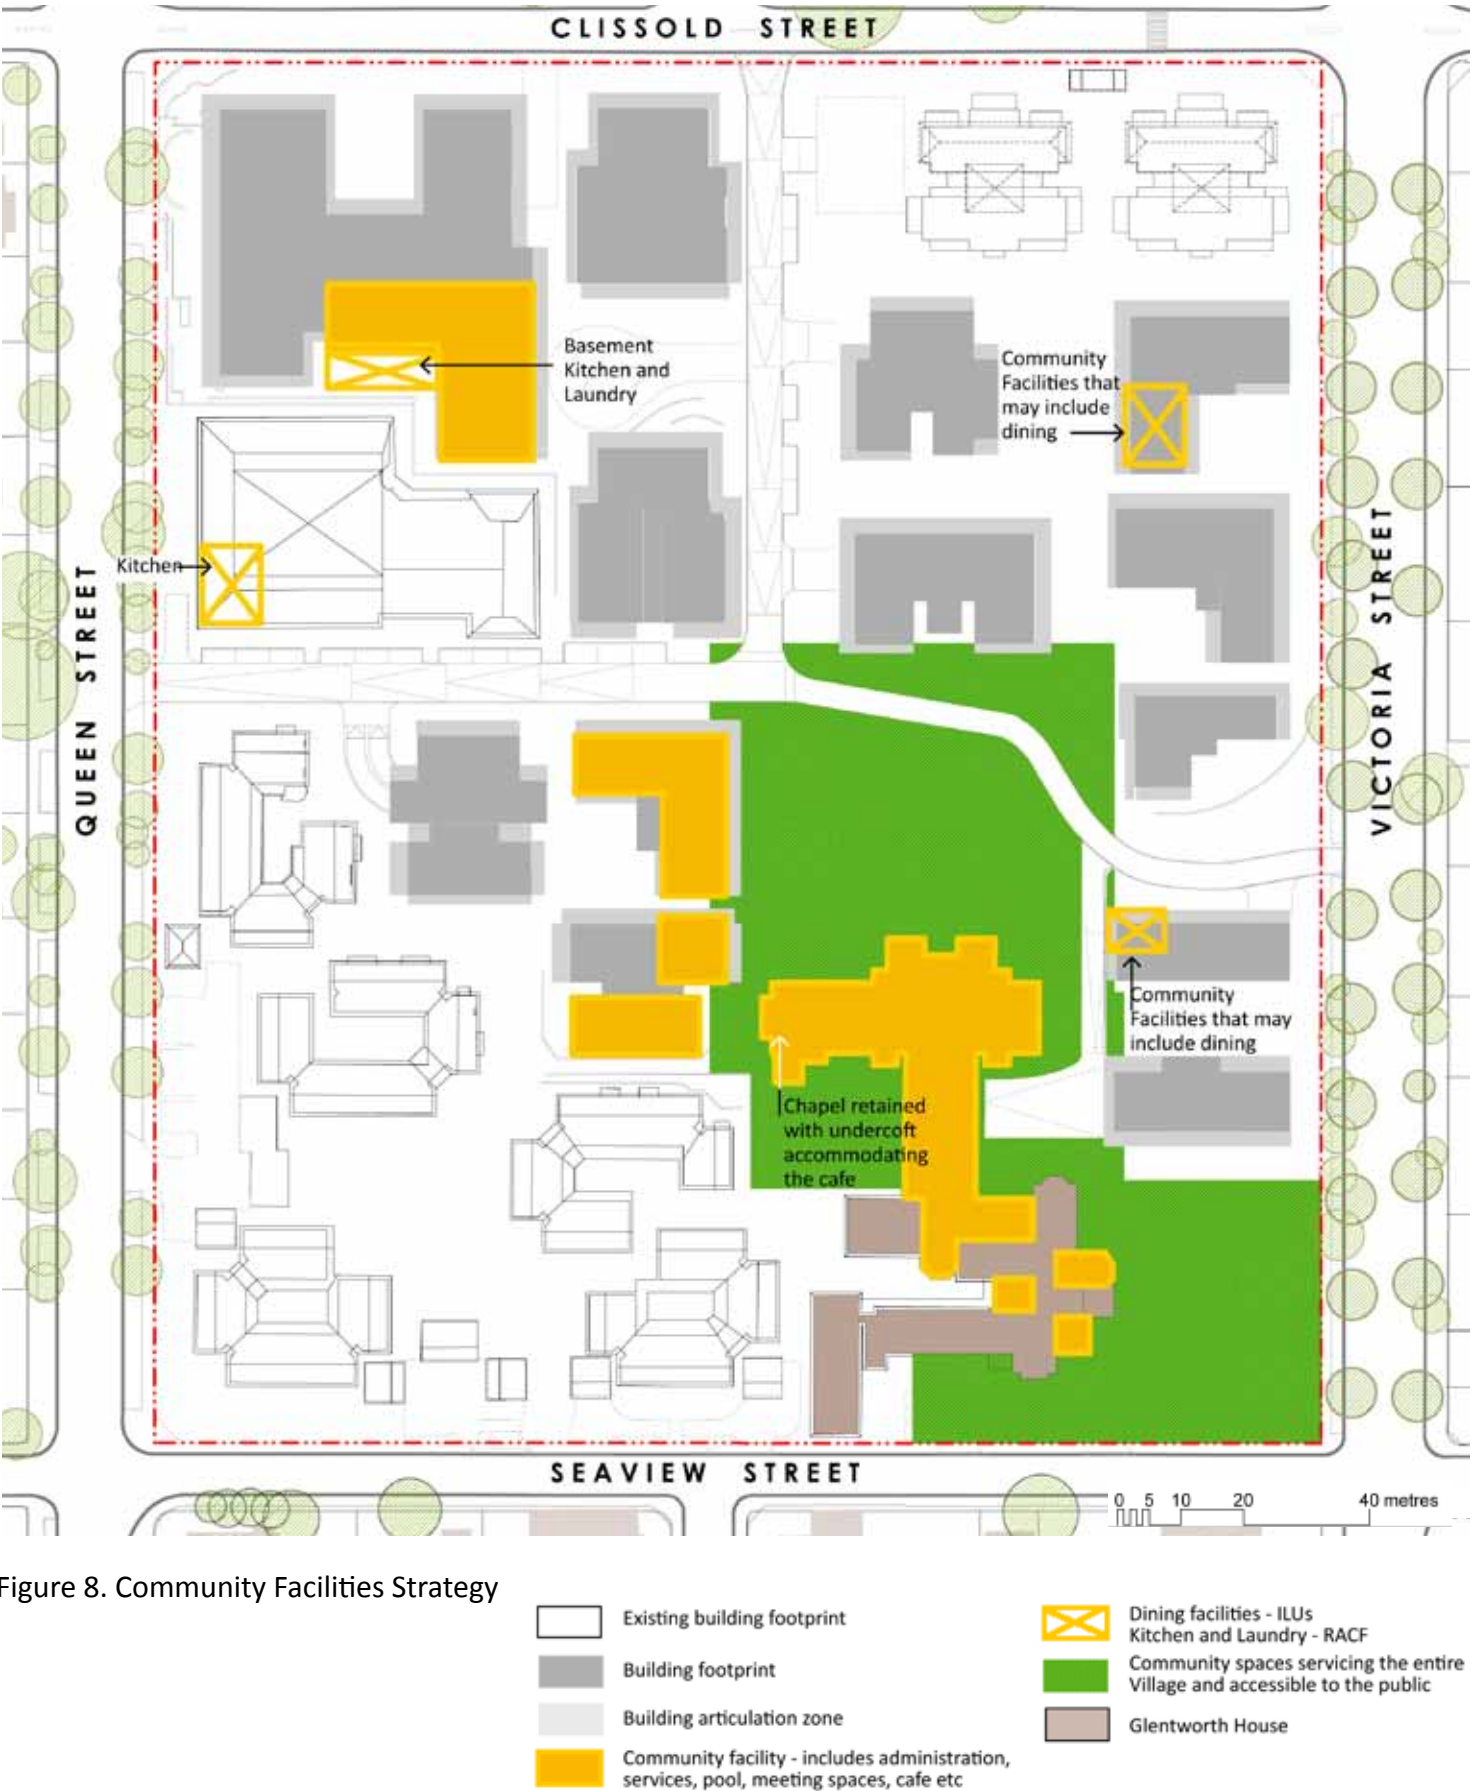 CLISSOLD STREET
Basement
Kitchen and
Laundry
Community
Facilities that
may include
dining
Kitchen
QUEEN STREET
VICTORIA STREET
Community
Facilities that may
include dining
Chapel retained
with undercoft
accommodating
the cafe
SEAVIEW STREET
0 5 10 20 40 metres
Figure 8. Community Facilities Strategy
Existing building footprint
Building footprint
Building articulation zone
Community facility - includes administration,
services, pool, meeting spaces, cafe etc
Dining facilities - ILUs
Kitchen and Laundry - RACF
Community spaces servicing the entire
Village and accessible to the public
Glentworth House